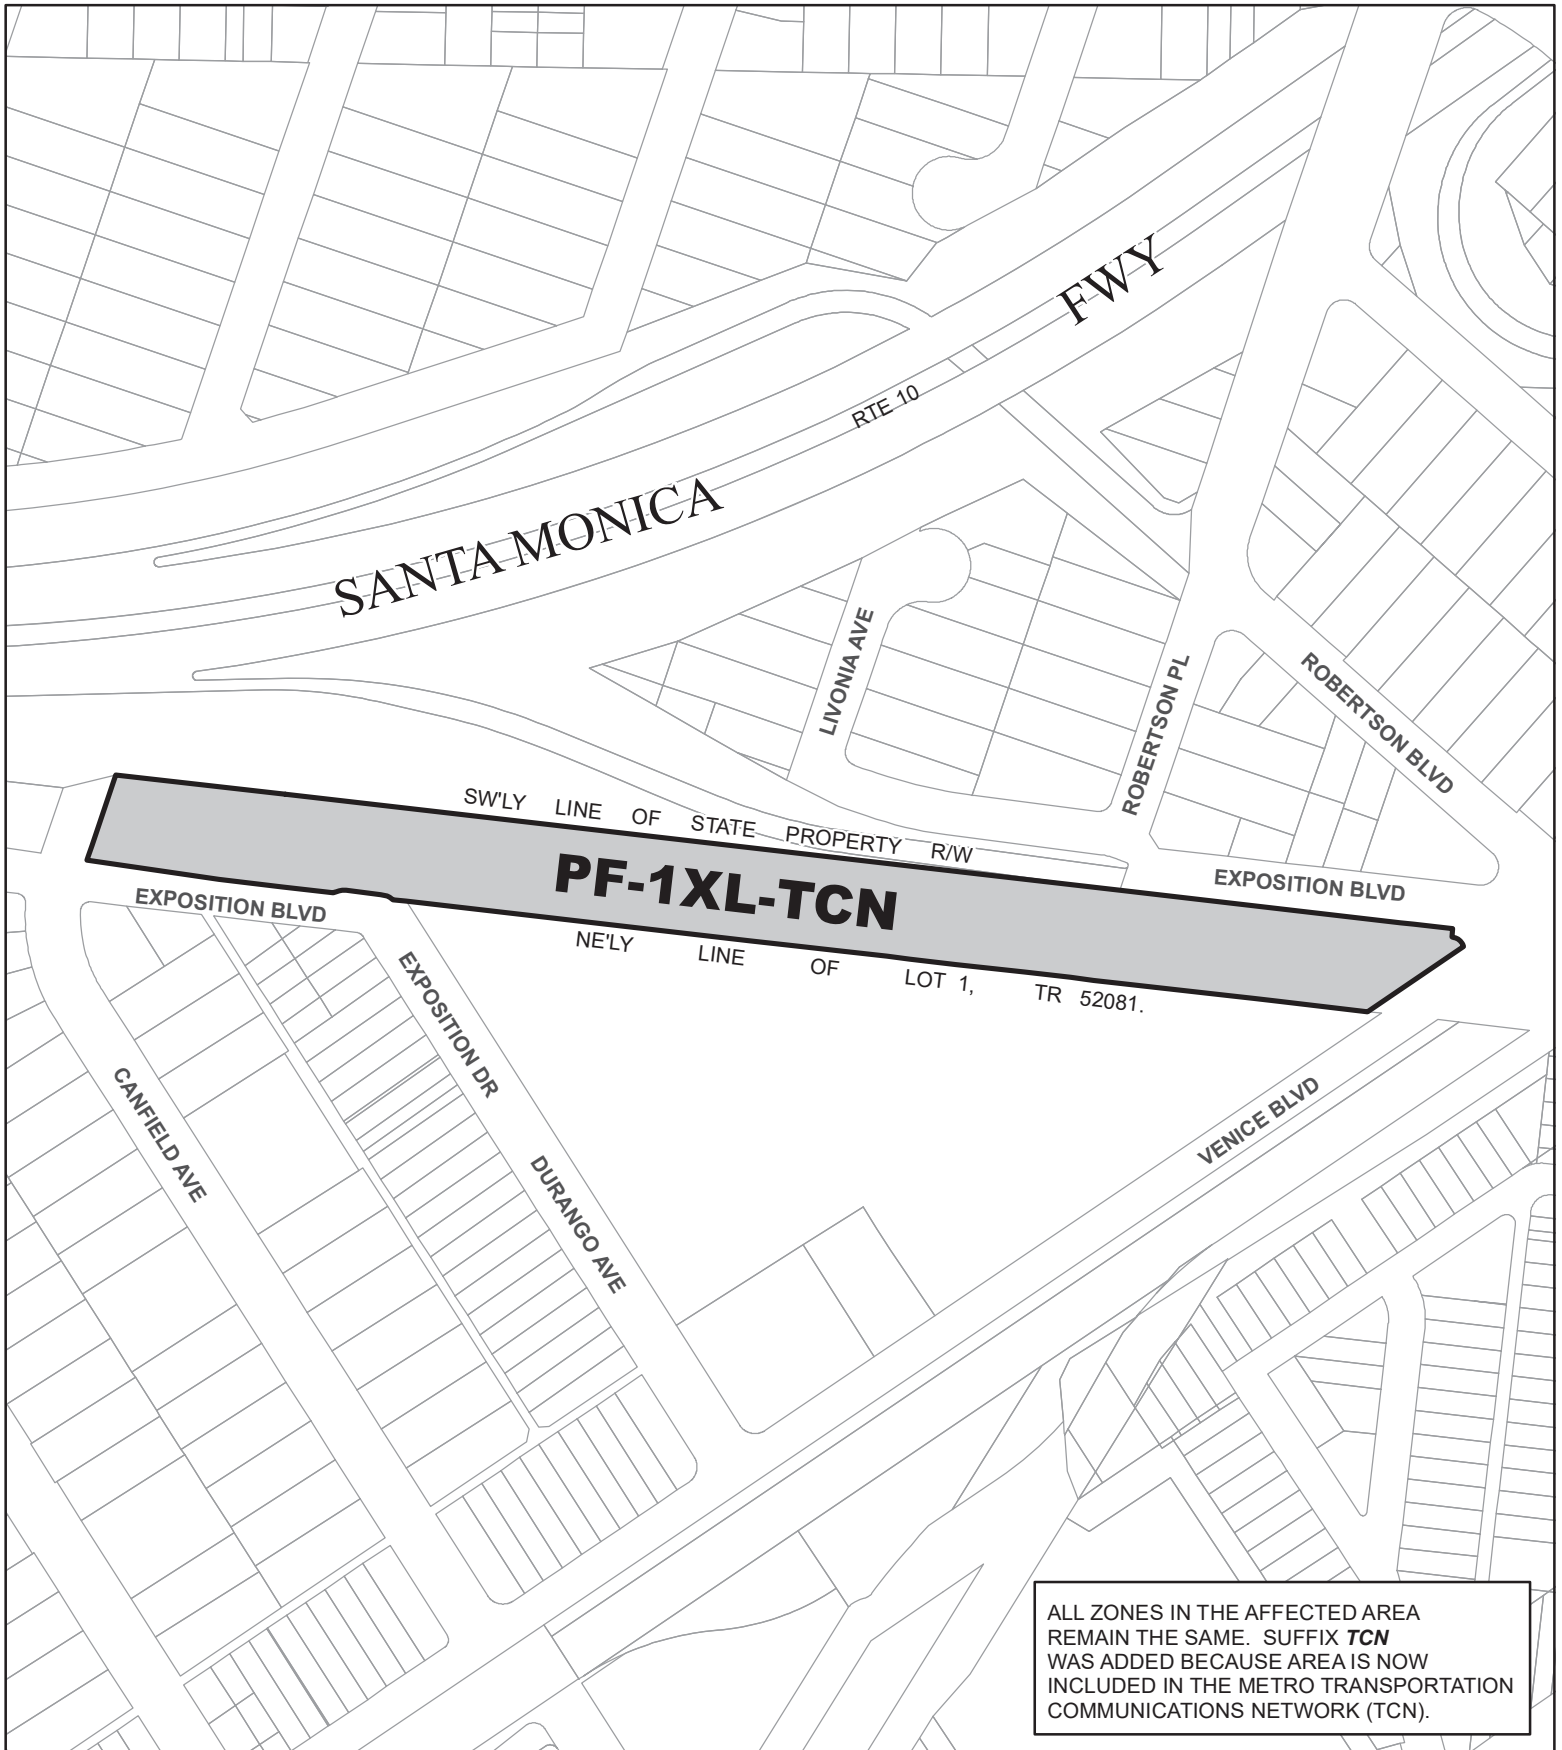 FWY
RTE 10
SANTA MONICA
LIVONIA AVE
ROBERTSON PL
ROBERTSON BLVD
SW'LY LINE OF STATE PROPERTY R/W
PF-1XL-TCN
EXPOSITION BLVD
EXPOSITION BLVD
NE'LY LINE OF LOT 1, TR 52081.
EXPOSITION DR
CANFIELD AVE
DURANGO AVE
VENICE BLVD
ALL ZONES IN THE AFFECTED AREA
REMAIN THE SAME. SUFFIX TCN
WAS ADDED BECAUSE AREA IS NOW
INCLUDED IN THE METRO TRANSPORTATION
COMMUNICATIONS NETWORK (TCN).